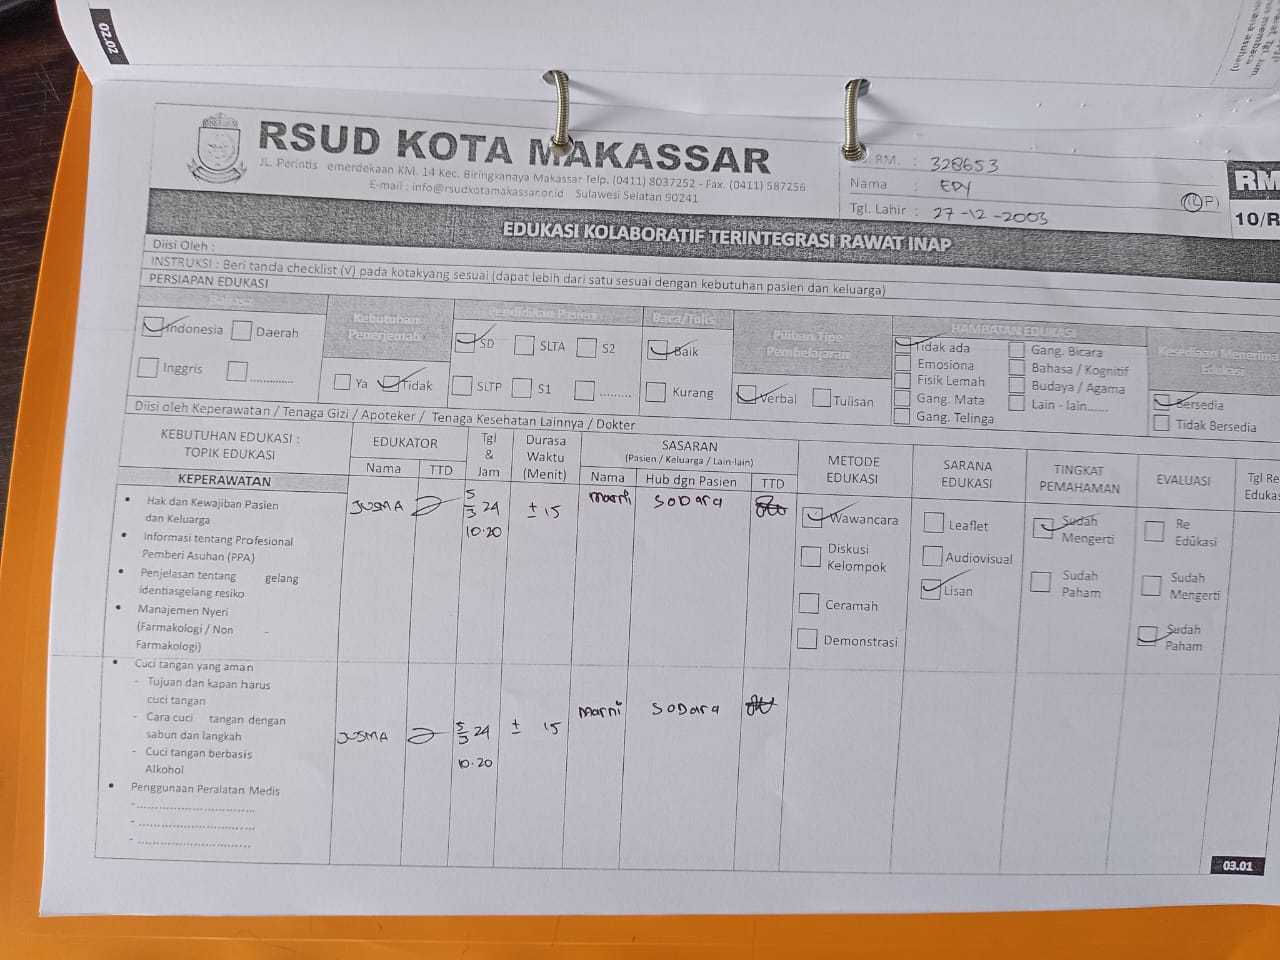 02.02
RSUD KOTA MAKASSAR
JL. Perintis emerdekaan KM. 14 Kec. Biringkanaya Makassar Telp. (0411) 8037252 - Fax. (0411) 587256
E-mail : info@rsudkotamakassar.or.id Sulawesi Selatan 90241
RM. : 328653
Nama : EDY
(L P)
Tgl. Lahir : 27-12-2003
RM
10/R
EDUKASI KOLABORATIF TERINTEGRASI RAWAT INAP
Diisi Oleh :
INSTRUKSI : Beri tanda checklist (√) pada kotakyang sesuai (dapat lebih dari satu sesuai dengan kebutuhan pasien dan keluarga)
PERSIAPAN EDUKASI
Bahasa
Indonesia Daerah
Inggris ..............
Kebutuhan
Penerjemah
Ya Tidak
Pendidikan Pasien
SD SLTA S2
SLTP S1 .........
Baca/Tulis
Baik
Kurang
Pilihan Tipe
Pembelajaran
Verbal Tulisan
HAMBATAN EDUKASI
Tidak ada Gang. Bicara
Emosiona Bahasa / Kognitif
Fisik Lemah Budaya / Agama
Gang. Mata Lain - lain......
Gang. Telinga
Kesediaan Menerima
Edukasi
Bersedia
Tidak Bersedia
Diisi oleh Keperawatan / Tenaga Gizi / Apoteker / Tenaga Kesehatan Lainnya / Dokter
KEBUTUHAN EDUKASI :
TOPIK EDUKASI
EDUKATOR
Nama TTD
Tgl
&
Jam
Durasa
Waktu
(Menit)
SASARAN
(Pasien / Keluarga / Lain-lain)
Nama Hub dgn Pasien TTD
METODE
EDUKASI
SARANA
EDUKASI
TINGKAT
PEMAHAMAN
EVALUASI
Tgl Re
Edukas
KEPERAWATAN
Hak dan Kewajiban Pasien
dan Keluarga
Informasi tentang Profesional
Pemberi Asuhan (PPA)
Penjelasan tentang gelang
identiasgelang resiko
Manajemen Nyeri
(Farmakologi / Non
Farmakologi)
JUSMA 5/3 24 ± 15 Marni SODara
10.20
Wawancara
Diskusi
Kelompok
Ceramah
Demonstrasi
Leaflet
Audiovisual
Lisan
Sudah
Mengerti
Sudah
Paham
Re
Edukasi
Sudah
Mengerti
Sudah
Paham
Cuci tangan yang aman
- Tujuan dan kapan harus
cuci tangan
- Cara cuci tangan dengan
sabun dan langkah
- Cuci tangan berbasis
Alkohol
Penggunaan Peralatan Medis
-..............................
-..............................
-..............................
JUSMA 5/3 24 ± 15 Marni SODara
10.20
03.01